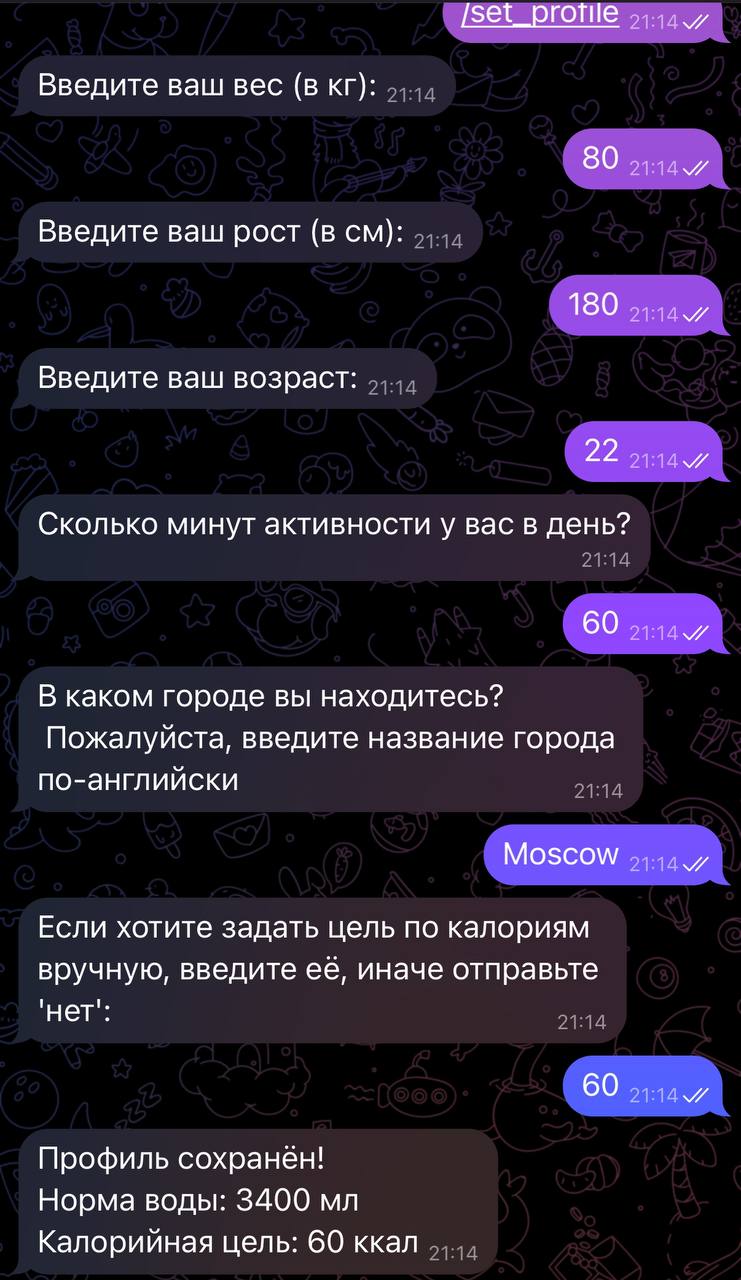 /set_profile 21:14
Введите ваш вес (в кг): 21:14
80 21:14
Введите ваш рост (в см): 21:14
180 21:14
Введите ваш возраст: 21:14
22 21:14
Сколько минут активности у вас в день?
21:14
60 21:14
В каком городе вы находитесь?
Пожалуйста, введите название города
по-английски 21:14
Moscow 21:14
Если хотите задать цель по калориям
вручную, введите её, иначе отправьте
'нет': 21:14
60 21:14
Профиль сохранён!
Норма воды: 3400 мл
Калорийная цель: 60 ккал 21:14